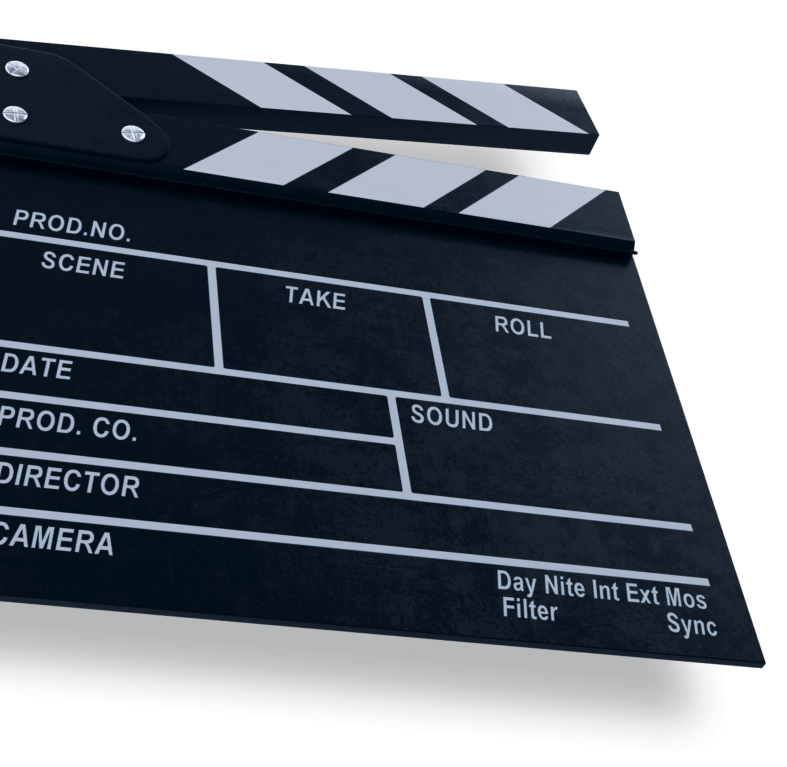 PROD.NO.
SCENE TAKE ROLL
DATE
PROD. CO. SOUND
DIRECTOR
CAMERA
Day Nite Int Ext Mos
Filter Sync